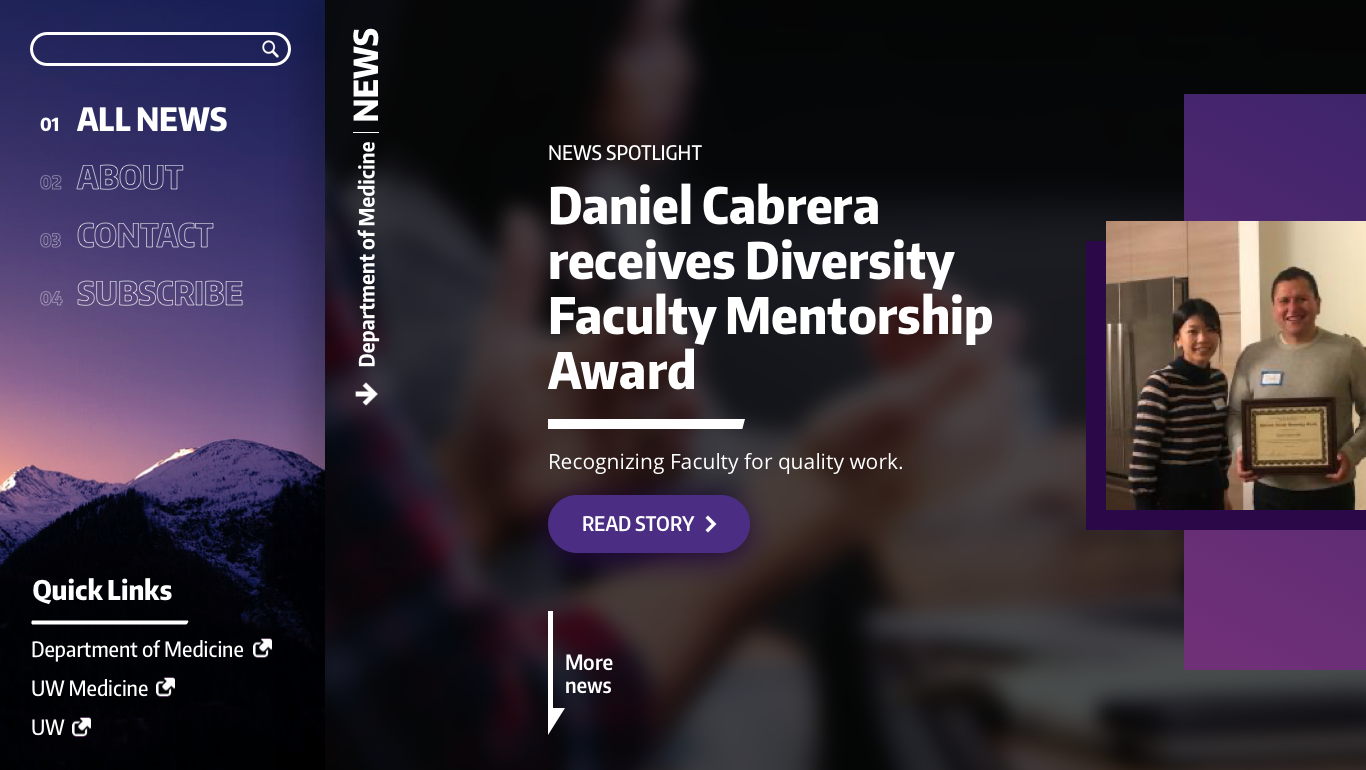 01 ALL NEWS
02 ABOUT
03 CONTACT
04 SUBSCRIBE
Quick Links
Department of Medicine
UW Medicine
UW
Department of Medicine | NEWS
NEWS SPOTLIGHT
Daniel Cabrera
receives Diversity
Faculty Mentorship
Award
Recognizing Faculty for quality work.
READ STORY
More
news